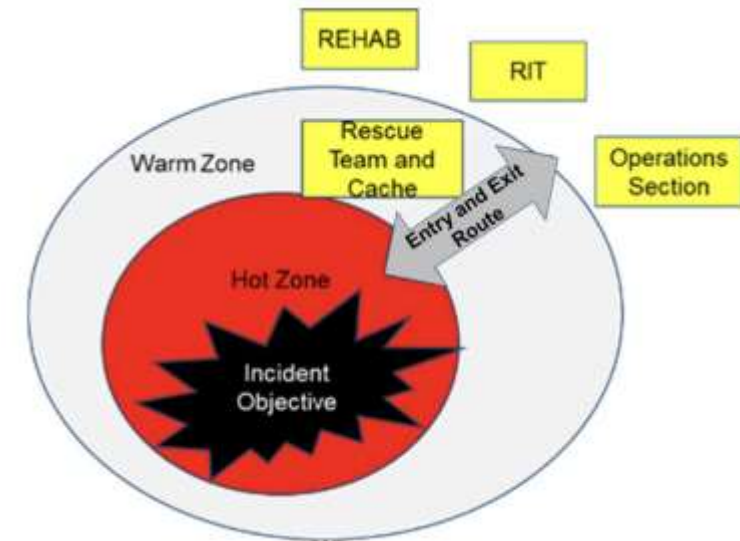 REHAB
RIT
Rescue
Team and
Cache
Operations
Section
Warm Zone
Entry and Exit
Route
Hot Zone
Incident
Objective